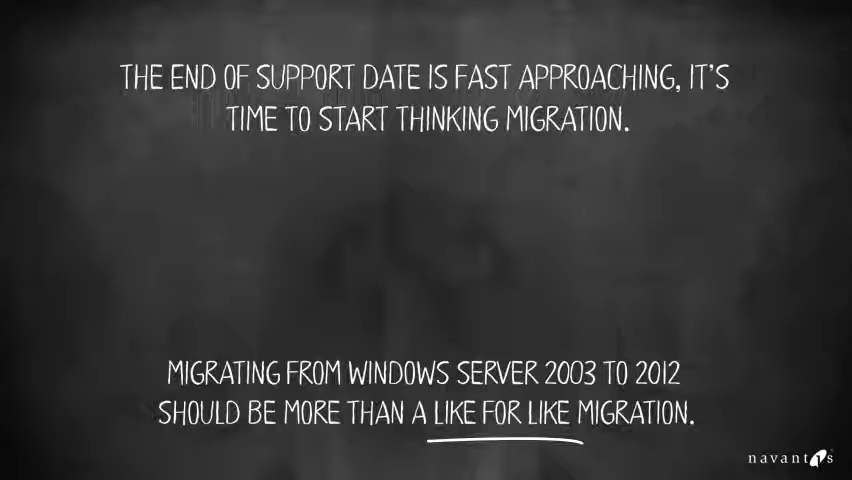 THE END OF SUPPORT DATE IS FAST APPROACHING, IT'S
TIME TO START THINKING MIGRATION.
MIGRATING FROM WINDOWS SERVER 2003 TO 2012
SHOULD BE MORE THAN A LIKE FOR LIKE MIGRATION.
navantis